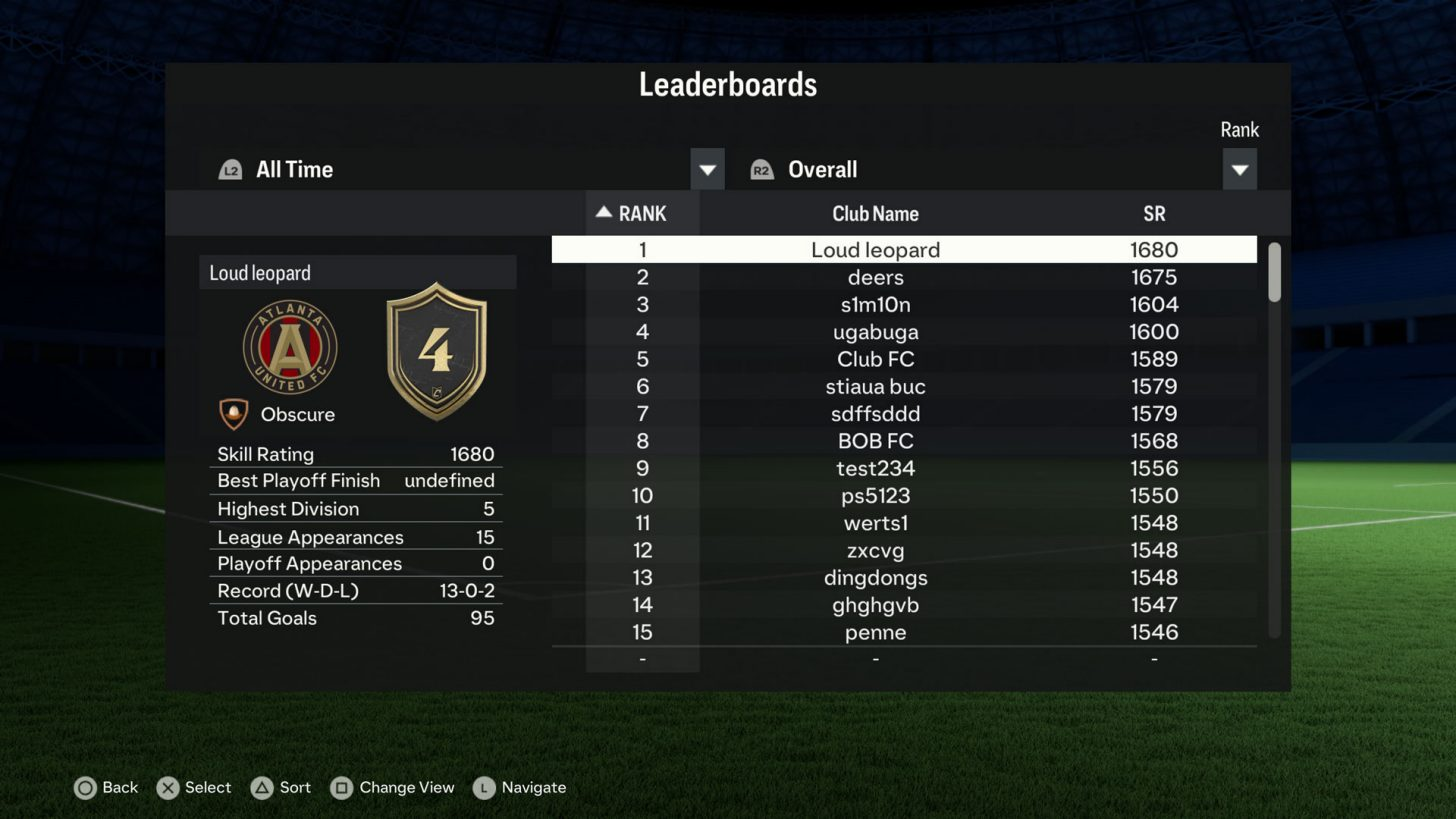 Leaderboards
Rank
L2 All Time R2 Overall
RANK Club Name SR
Loud leopard
ATLANTA
A
UNITED FC
4
Obscure
Skill Rating 1680
Best Playoff Finish undefined
Highest Division 5
League Appearances 15
Playoff Appearances 0
Record (W-D-L) 13-0-2
Total Goals 95
1 Loud leopard 1680
2 deers 1675
3 s1m10n 1604
4 ugabuga 1600
5 Club FC 1589
6 stiaua buc 1579
7 sdffsddd 1579
8 BOB FC 1568
9 test234 1556
10 ps5123 1550
11 werts1 1548
12 zxcvg 1548
13 dingdongs 1548
14 ghghgvb 1547
15 penne 1546
- - -
Back Select Sort Change View L Navigate